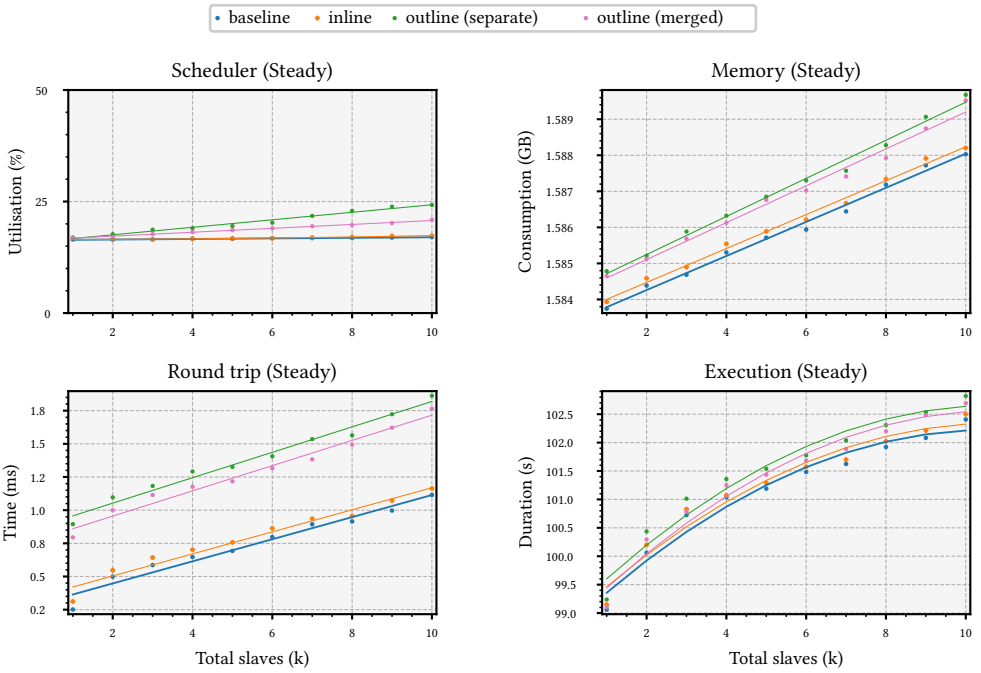 baseline inline outline (separate) outline (merged)
Scheduler (Steady)
Utilisation (%)
50
25
0
2 4 6 8 10
Memory (Steady)
Consumption (GB)
1.589
1.588
1.587
1.586
1.585
1.584
2 4 6 8 10
Round trip (Steady)
Time (ms)
1.8
1.5
1.2
1.0
0.8
0.5
0.2
2 4 6 8 10
Total slaves (k)
Execution (Steady)
Duration (s)
102.5
102.0
101.5
101.0
100.5
100.0
99.5
99.0
2 4 6 8 10
Total slaves (k)